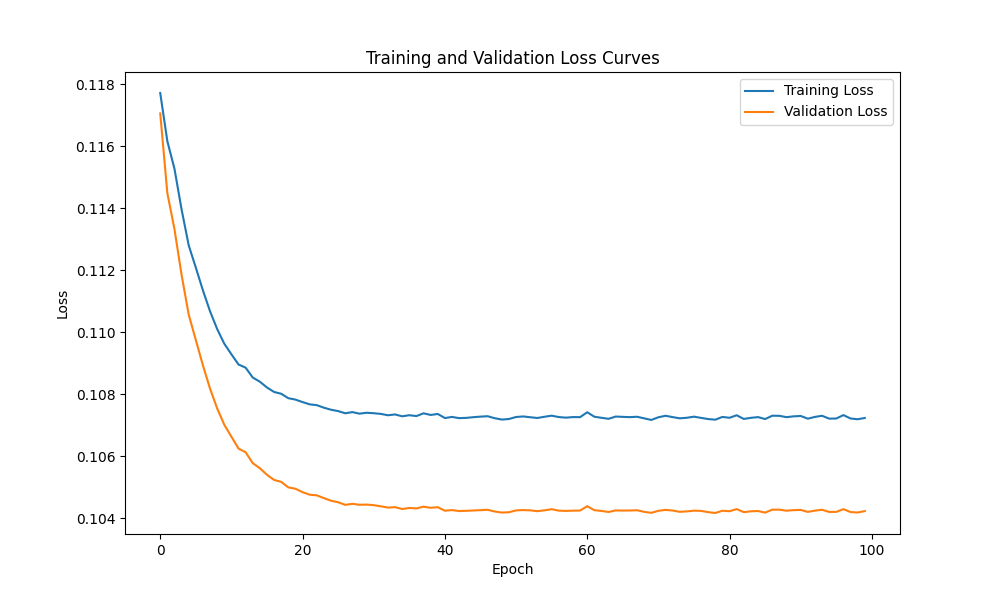 Training and Validation Loss Curves
Training Loss
Validation Loss
0.118
0.116
0.114
0.112
0.110
0.108
0.106
0.104
Loss
0 20 40 60 80 100
Epoch